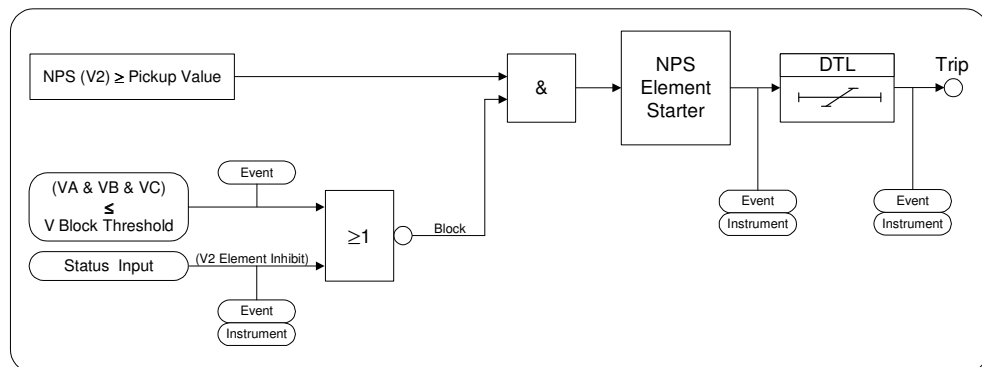 NPS (V2) ≥ Pickup Value
&
NPS
Element
Starter
DTL
Trip
(VA & VB & VC)
≤
V Block Threshold
Event
≥1
Block
Status Input
(V2 Element Inhibit)
Event
Instrument
Event
Instrument
Event
Instrument